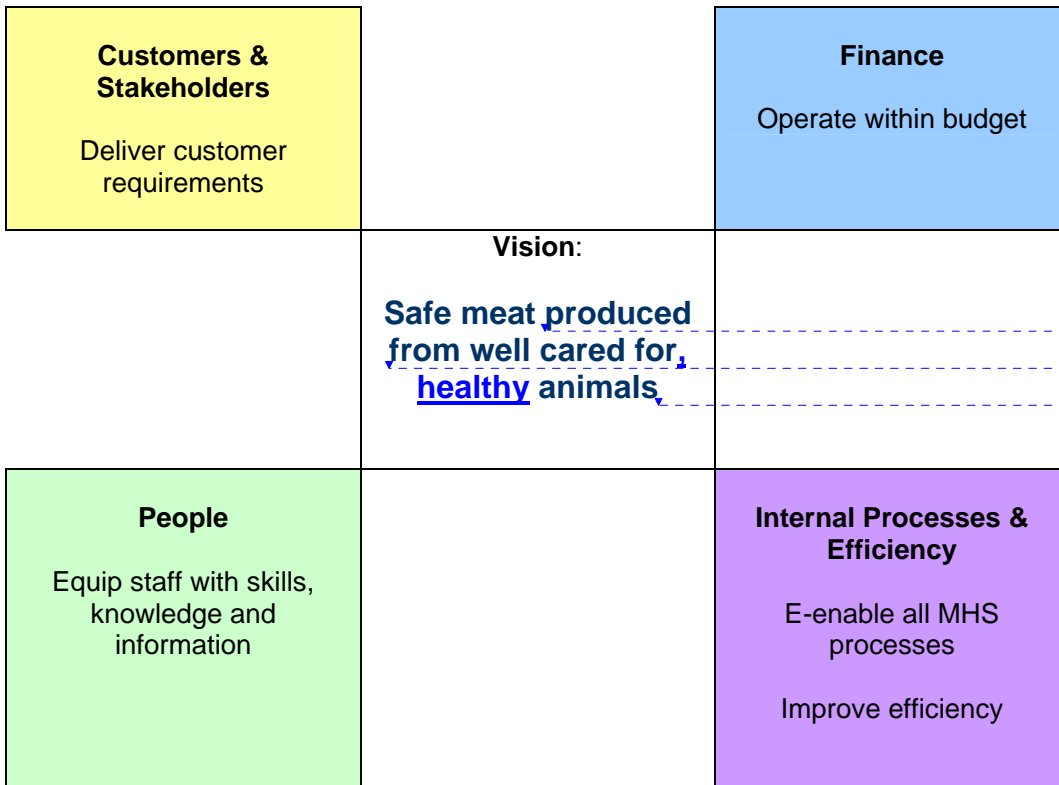 Customers &
Stakeholders
Deliver customer
requirements
Finance
Operate within budget
Vision:
Safe meat produced
from well cared for,
healthy animals
People
Equip staff with skills,
knowledge and
information
Internal Processes &
Efficiency
E-enable all MHS
processes
Improve efficiency